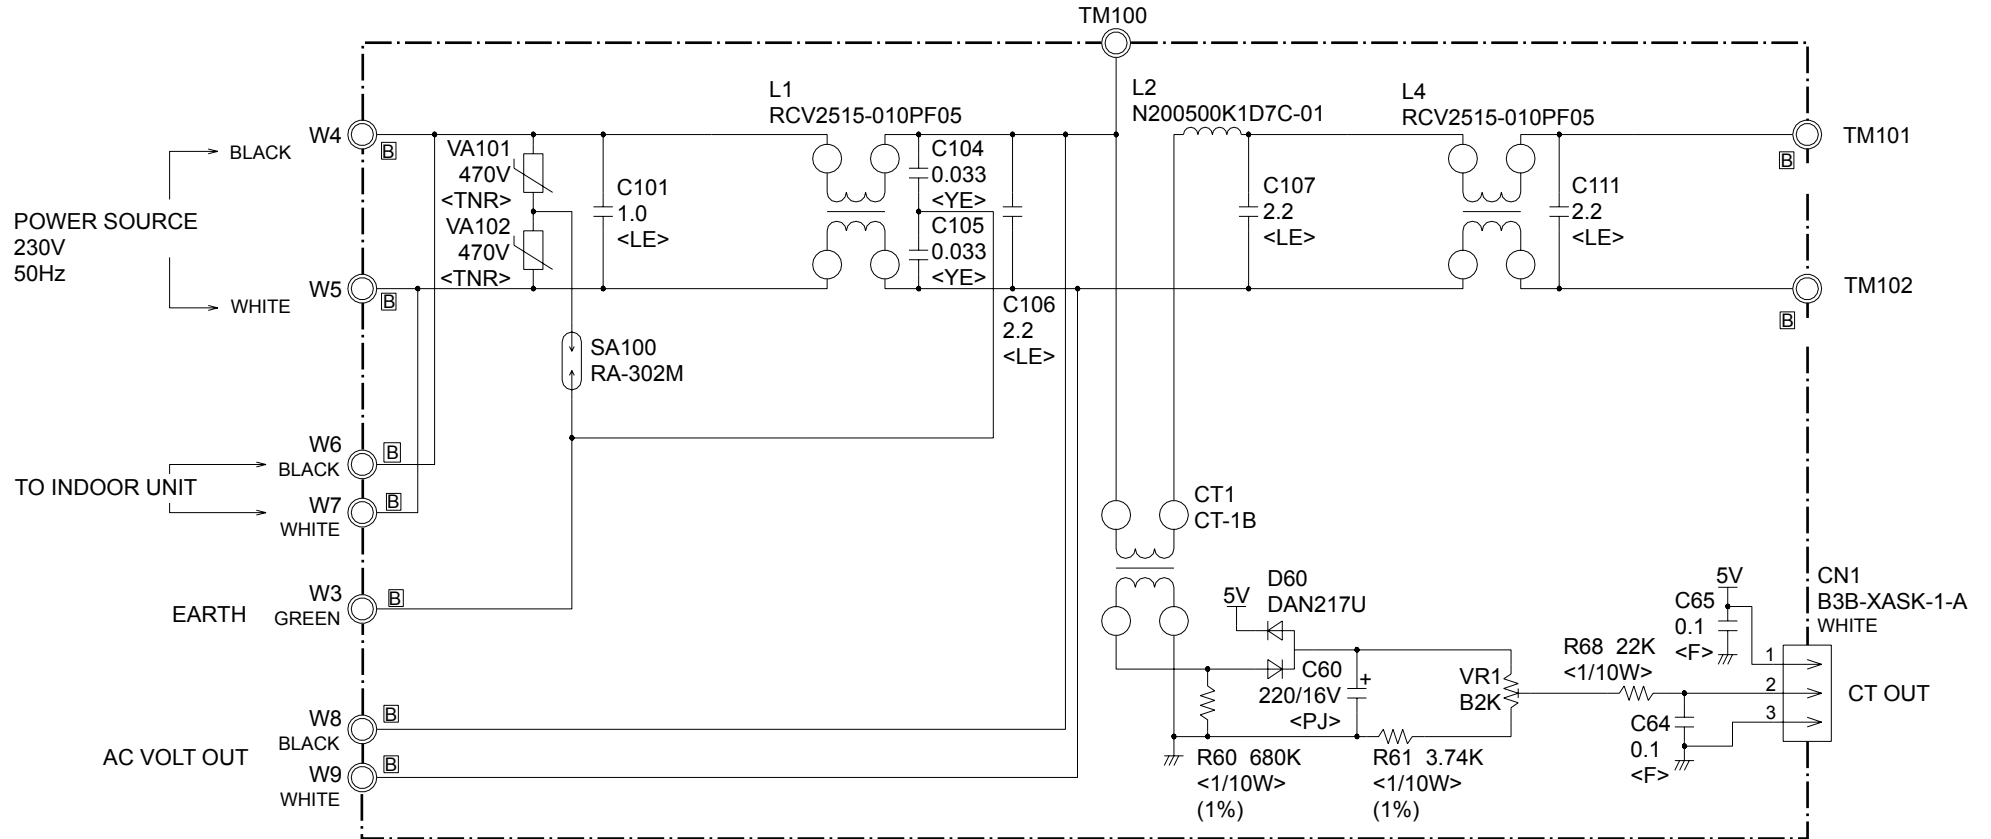 TM100
L1
RCV2515-010PF05
L2
N200500K1D7C-01
L4
RCV2515-010PF05
W4
B
BLACK
VA101
470V
<TNR>
VA102
470V
<TNR>
C101
1.0
<LE>
C104
0.033
<YE>
C105
0.033
<YE>
C107
2.2
<LE>
C111
2.2
<LE>
TM101
B
POWER SOURCE
230V
50Hz
W5
B
WHITE
C106
2.2
<LE>
TM102
B
SA100
RA-302M
W6
B
BLACK
TO INDOOR UNIT
W7
B
WHITE
CT1
CT-1B
W3
B
EARTH
GREEN
5V
D60
DAN217U
C60
220/16V
+
<PJ>
VR1
B2K
R68 22K
<1/10W>
5V
C65
0.1
<F>
CN1
B3B-XASK-1-A
WHITE
1
2
3
CT OUT
C64
0.1
<F>
R60 680K
<1/10W>
(1%)
R61 3.74K
<1/10W>
(1%)
W8
B
BLACK
AC VOLT OUT
W9
B
WHITE